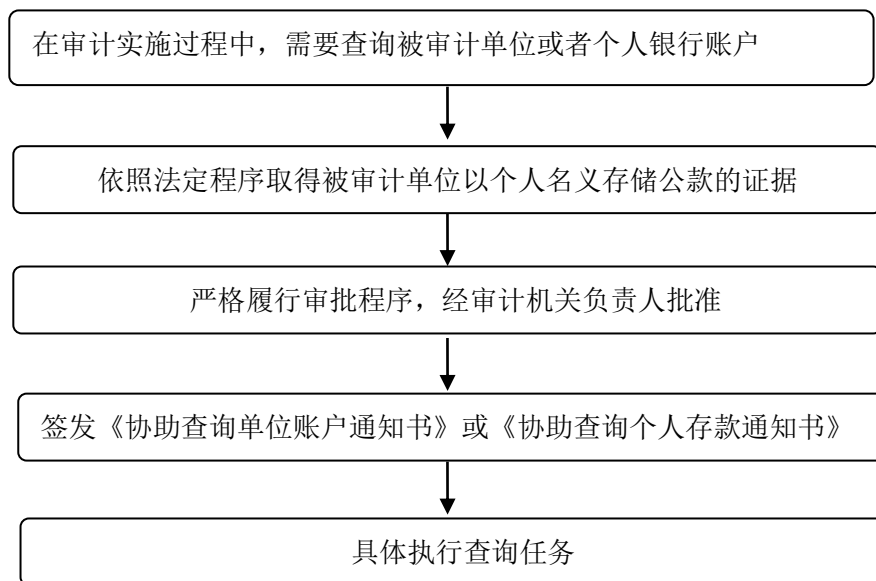 在审计实施过程中，需要查询被审计单位或者个人银行账户
依照法定程序取得被审计单位以个人名义存储公款的证据
严格履行审批程序，经审计机关负责人批准
签发《协助查询单位账户通知书》或《协助查询个人存款通知书》
具体执行查询任务